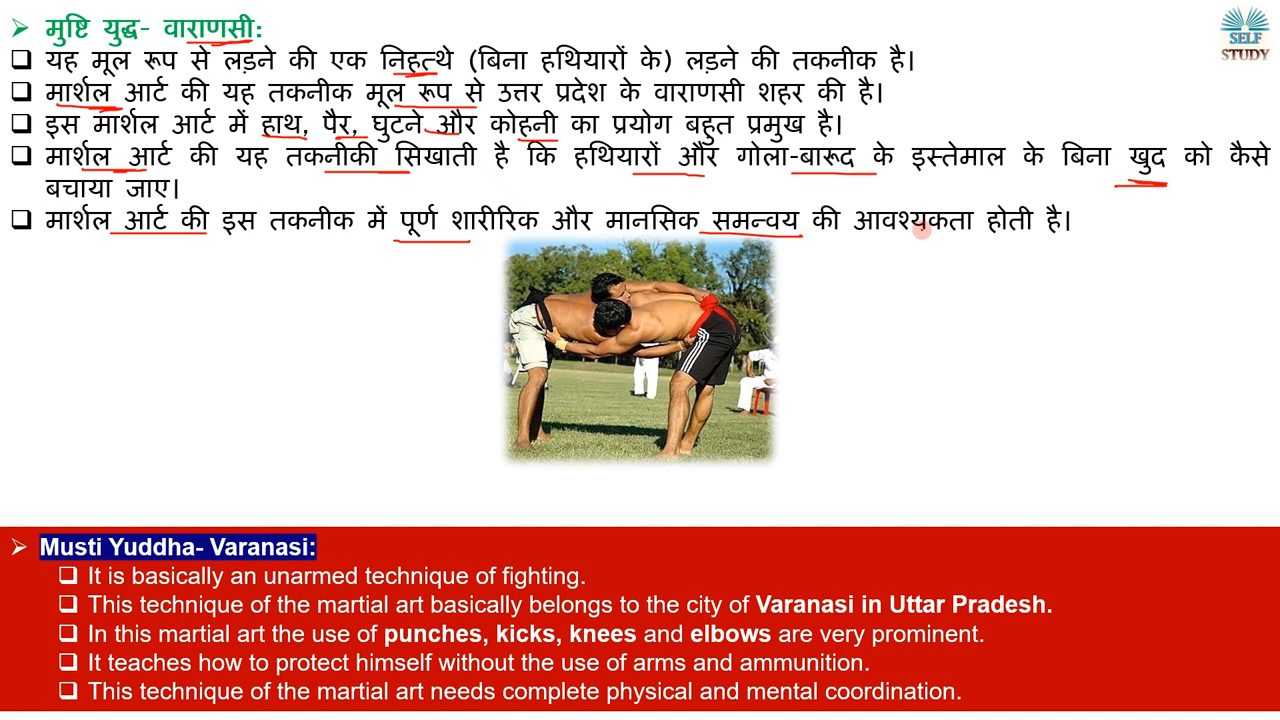 ➢ मुष्टि युद्ध- वाराणसी:
❑ यह मूल रूप से लड़ने की एक निहत्थे (बिना हथियारों के) लड़ने की तकनीक है।
❑ मार्शल आर्ट की यह तकनीक मूल रूप से उत्तर प्रदेश के वाराणसी शहर की है।
❑ इस मार्शल आर्ट में हाथ, पैर, घुटने और कोहनी का प्रयोग बहुत प्रमुख है।
❑ मार्शल आर्ट की यह तकनीकी सिखाती है कि हथियारों और गोला-बारूद के इस्तेमाल के बिना खुद को कैसे
बचाया जाए।
❑ मार्शल आर्ट की इस तकनीक में पूर्ण शारीरिक और मानसिक समन्वय की आवश्यकता होती है।
SELF
STUDY
➢ Musti Yuddha- Varanasi:
❑ It is basically an unarmed technique of fighting.
❑ This technique of the martial art basically belongs to the city of Varanasi in Uttar Pradesh.
❑ In this martial art the use of punches, kicks, knees and elbows are very prominent.
❑ It teaches how to protect himself without the use of arms and ammunition.
❑ This technique of the martial art needs complete physical and mental coordination.